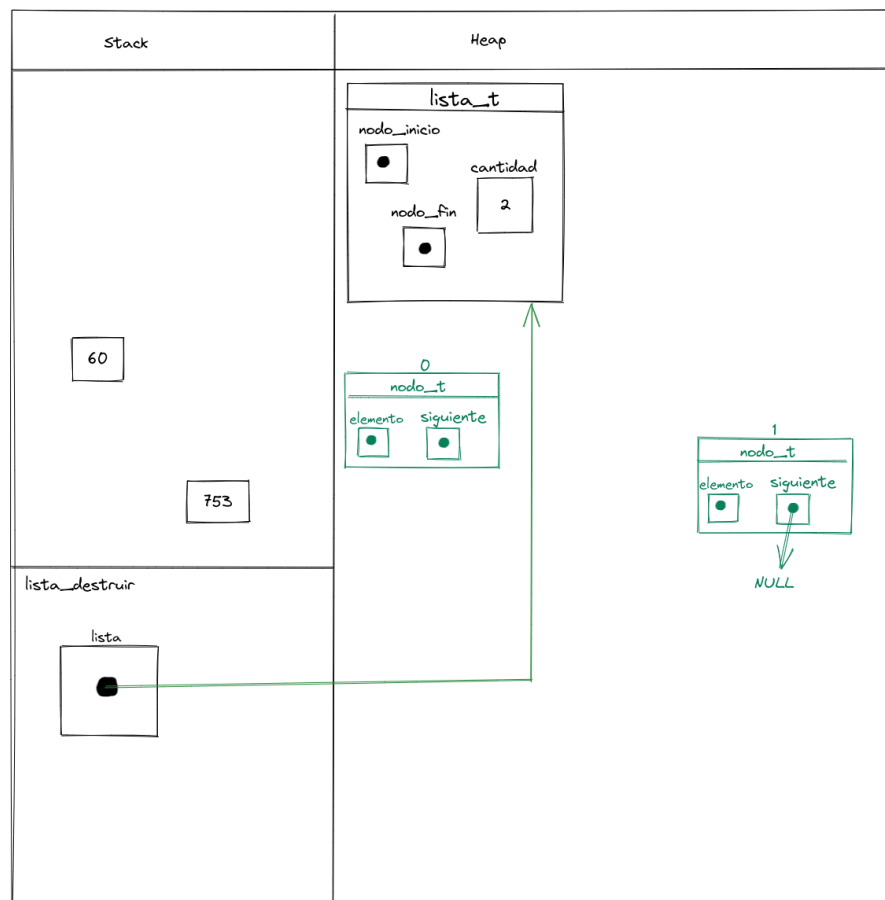 Stack
Heap
lista_t
nodo_inicio
cantidad
2
nodo_fin
60
0
nodo_t
elemento
siguiente
753
1
nodo_t
elemento
siguiente
NULL
lista_destruir
lista